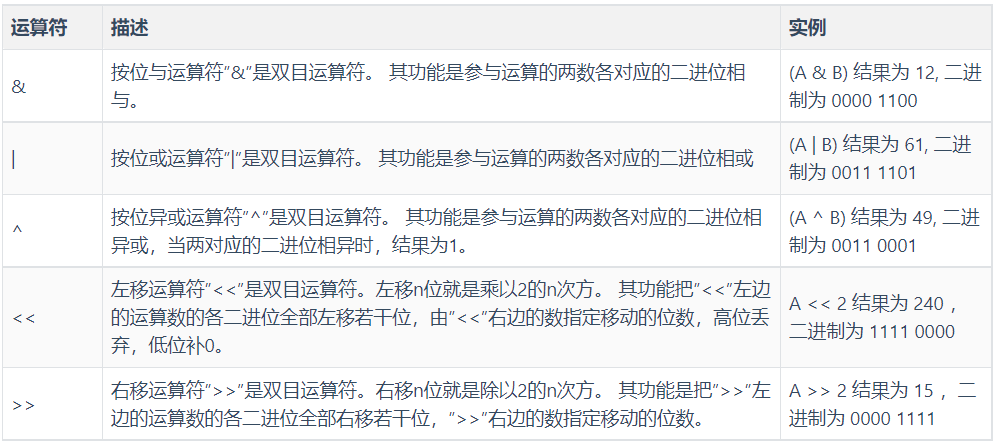 运算符 描述 实例
& 按位与运算符"&"是双目运算符。 其功能是参与运算的两数各对应的二进位相
与。
(A & B) 结果为 12, 二进
制为 0000 1100
| 按位或运算符"|"是双目运算符。 其功能是参与运算的两数各对应的二进位相或
(A | B) 结果为 61, 二进
制为 0011 1101
^ 按位异或运算符"^"是双目运算符。 其功能是参与运算的两数各对应的二进位相
异或，当两对应的二进位相异时，结果为1。
(A ^ B) 结果为 49, 二进
制为 0011 0001
<< 左移运算符"<<"是双目运算符。左移n位就是乘以2的n次方。 其功能把"<<"左边
的运算数的各二进位全部左移若干位，由"<<"右边的数指定移动的位数，高位丢
弃，低位补0。
A << 2 结果为 240 ，
二进制为 1111 0000
>> 右移运算符">>"是双目运算符。右移n位就是除以2的n次方。 其功能是把">>"左
边的运算数的各二进位全部右移若干位，">>"右边的数指定移动的位数。
A >> 2 结果为 15 ，二
进制为 0000 1111